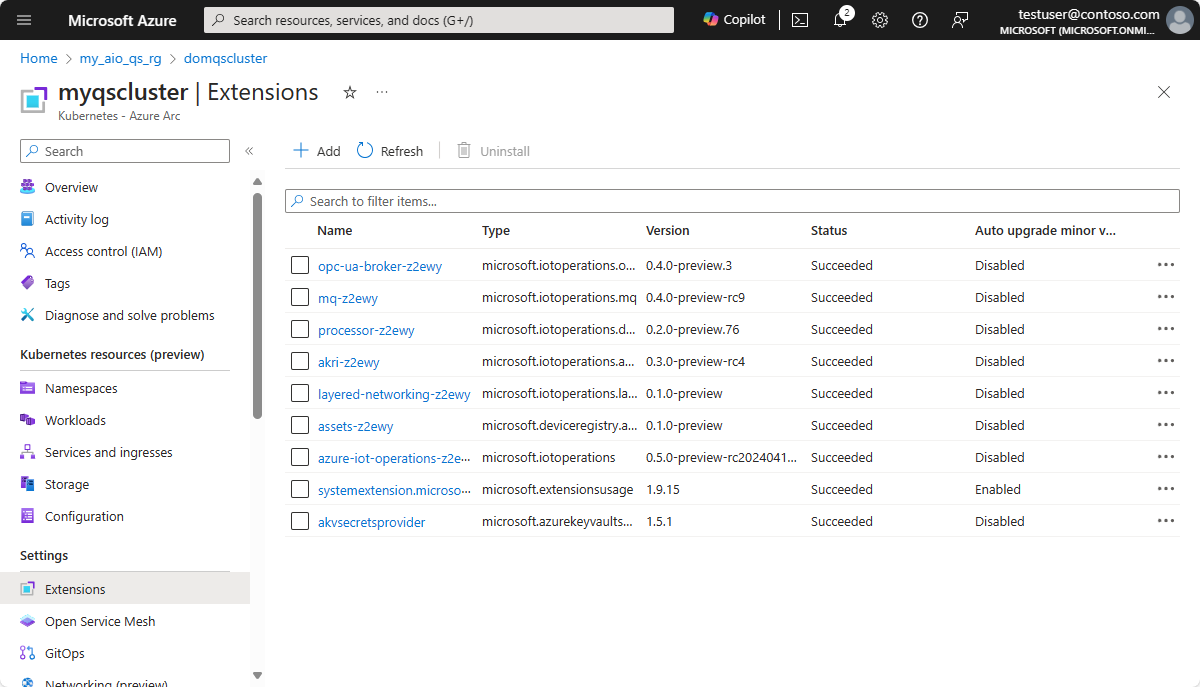 Microsoft Azure
Search resources, services, and docs (G+/)
Copilot
2
testuser@contoso.com
MICROSOFT (MICROSOFT.ONMI...
Home > my_aio_qs_rg > domqscluster
myqscluster | Extensions
Kubernetes - Azure Arc
Search
Add
Refresh
Uninstall
Overview
Activity log
Access control (IAM)
Tags
Diagnose and solve problems
Kubernetes resources (preview)
Namespaces
Workloads
Services and ingresses
Storage
Configuration
Settings
Extensions
Open Service Mesh
GitOps
Networking (preview)
Search to filter items...
Name Type Version Status Auto upgrade minor v...
opc-ua-broker-z2ewy microsoft.iotoperations.o... 0.4.0-preview.3 Succeeded Disabled
mq-z2ewy microsoft.iotoperations.mq 0.4.0-preview-rc9 Succeeded Disabled
processor-z2ewy microsoft.iotoperations.d... 0.2.0-preview.76 Succeeded Disabled
akri-z2ewy microsoft.iotoperations.a... 0.3.0-preview-rc4 Succeeded Disabled
layered-networking-z2ewy microsoft.iotoperations.la... 0.1.0-preview Succeeded Disabled
assets-z2ewy microsoft.deviceregistry.a... 0.1.0-preview Succeeded Disabled
azure-iot-operations-z2e... microsoft.iotoperations 0.5.0-preview-rc2024041... Succeeded Disabled
systemextension.microso... microsoft.extensionsusage 1.9.15 Succeeded Enabled
akvsecretsprovider microsoft.azurekeyvaults... 1.5.1 Succeeded Disabled